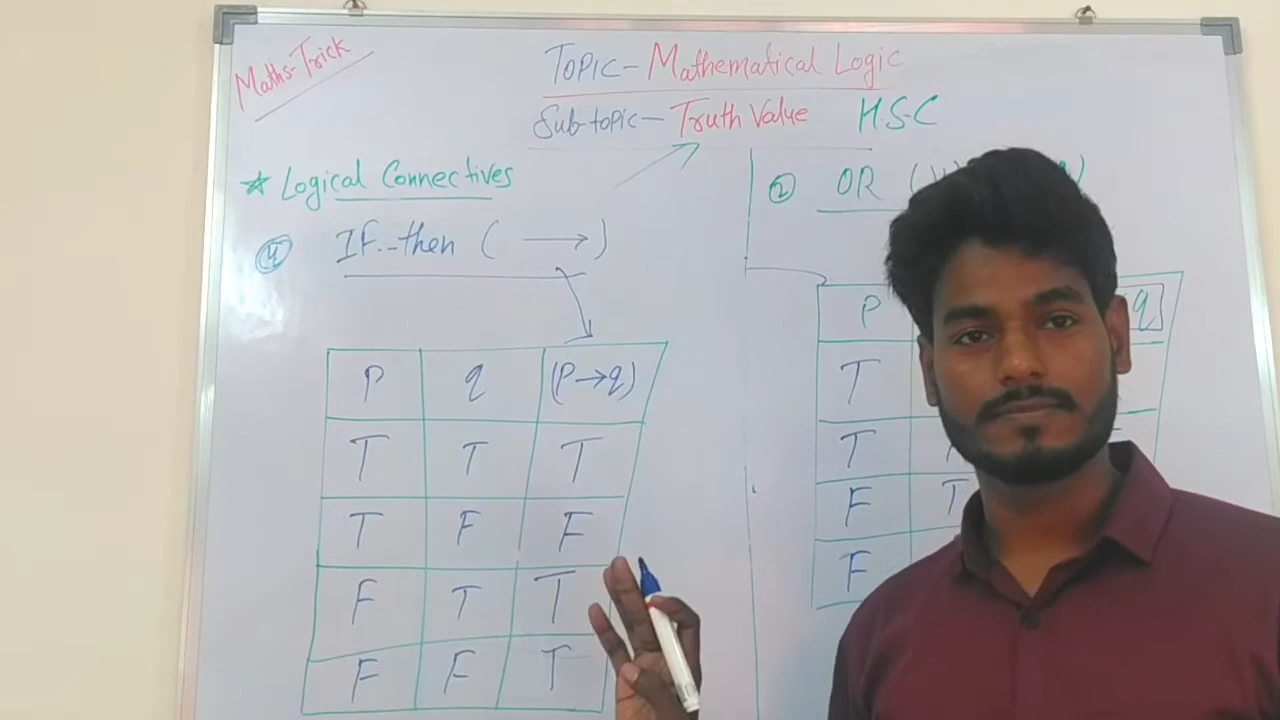 Maths-Trick
Topic - Mathematical Logic
Sub-topic - Truth Value H.S.C
* Logical Connectives
④ IF..then ( → )
p q (p→q)
T T T
T F F
F T T
F F T
② OR (
P q
T
T
F T
F